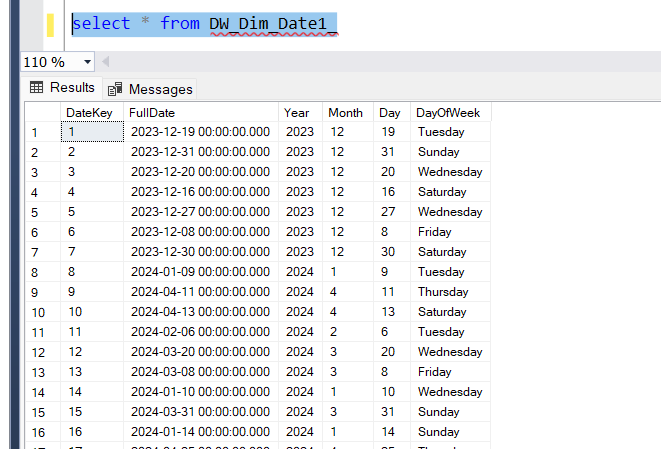 select * from DW_Dim_Date1_
110 %
Results Messages
DateKey FullDate Year Month Day DayOfWeek
1 1 2023-12-19 00:00:00.000 2023 12 19 Tuesday
2 2 2023-12-31 00:00:00.000 2023 12 31 Sunday
3 3 2023-12-20 00:00:00.000 2023 12 20 Wednesday
4 4 2023-12-16 00:00:00.000 2023 12 16 Saturday
5 5 2023-12-27 00:00:00.000 2023 12 27 Wednesday
6 6 2023-12-08 00:00:00.000 2023 12 8 Friday
7 7 2023-12-30 00:00:00.000 2023 12 30 Saturday
8 8 2024-01-09 00:00:00.000 2024 1 9 Tuesday
9 9 2024-04-11 00:00:00.000 2024 4 11 Thursday
10 10 2024-04-13 00:00:00.000 2024 4 13 Saturday
11 11 2024-02-06 00:00:00.000 2024 2 6 Tuesday
12 12 2024-03-20 00:00:00.000 2024 3 20 Wednesday
13 13 2024-03-08 00:00:00.000 2024 3 8 Friday
14 14 2024-01-10 00:00:00.000 2024 1 10 Wednesday
15 15 2024-03-31 00:00:00.000 2024 3 31 Sunday
16 16 2024-01-14 00:00:00.000 2024 1 14 Sunday